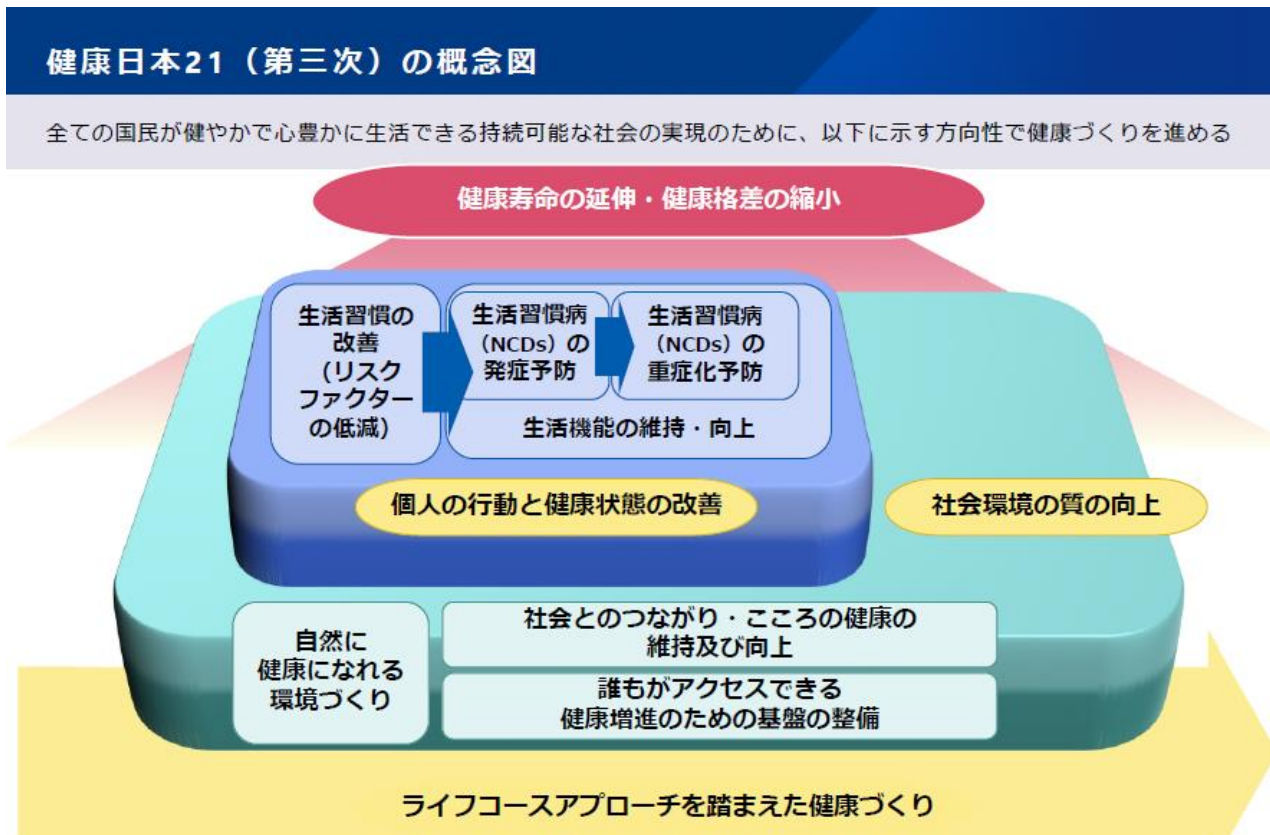 健康日本21（第三次）の概念図
全ての国民が健やかで心豊かに生活できる持続可能な社会の実現のために、以下に示す方向性で健康づくりを進める
健康寿命の延伸・健康格差の縮小
生活習慣の
改善
（リスク
ファクター
の低減）
生活習慣病
（NCDs）の
発症予防
生活習慣病
（NCDs）の
重症化予防
生活機能の維持・向上
個人の行動と健康状態の改善
社会環境の質の向上
自然に
健康になれる
環境づくり
社会とのつながり・こころの健康の
維持及び向上
誰もがアクセスできる
健康増進のための基盤の整備
ライフコースアプローチを踏まえた健康づくり